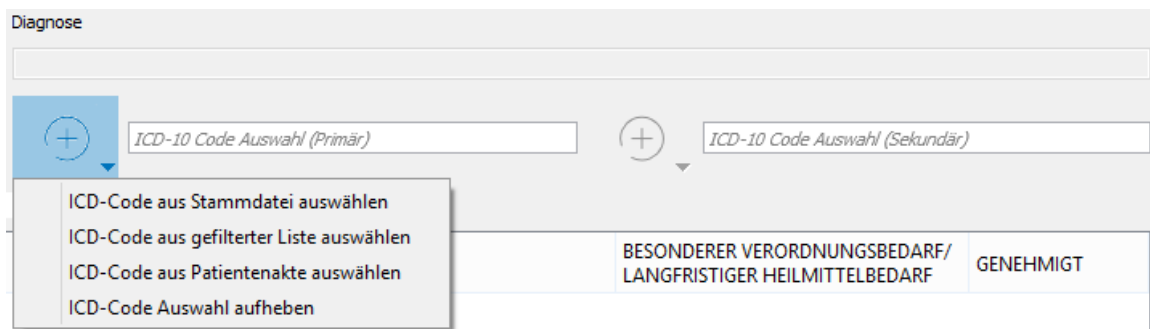 Diagnose
ICD-10 Code Auswahl (Primär)
ICD-10 Code Auswahl (Sekundär)
ICD-Code aus Stammdatei auswählen
ICD-Code aus gefilterter Liste auswählen
ICD-Code aus Patientenakte auswählen
ICD-Code Auswahl aufheben
BESONDERER VERORDNUNGSBEDARF/
LANGFRISTIGER HEILMITTELBEDARF
GENEHMIGT